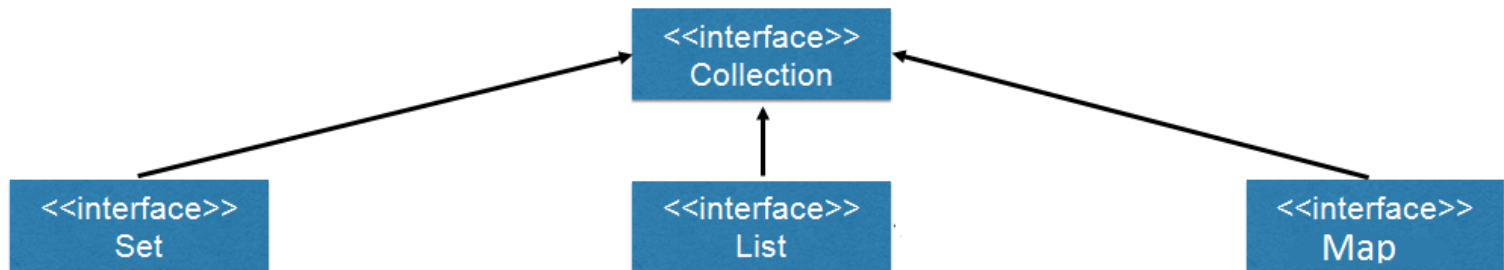 <<interface>>
Collection
<<interface>>
Set
<<interface>>
List
<<interface>>
Map